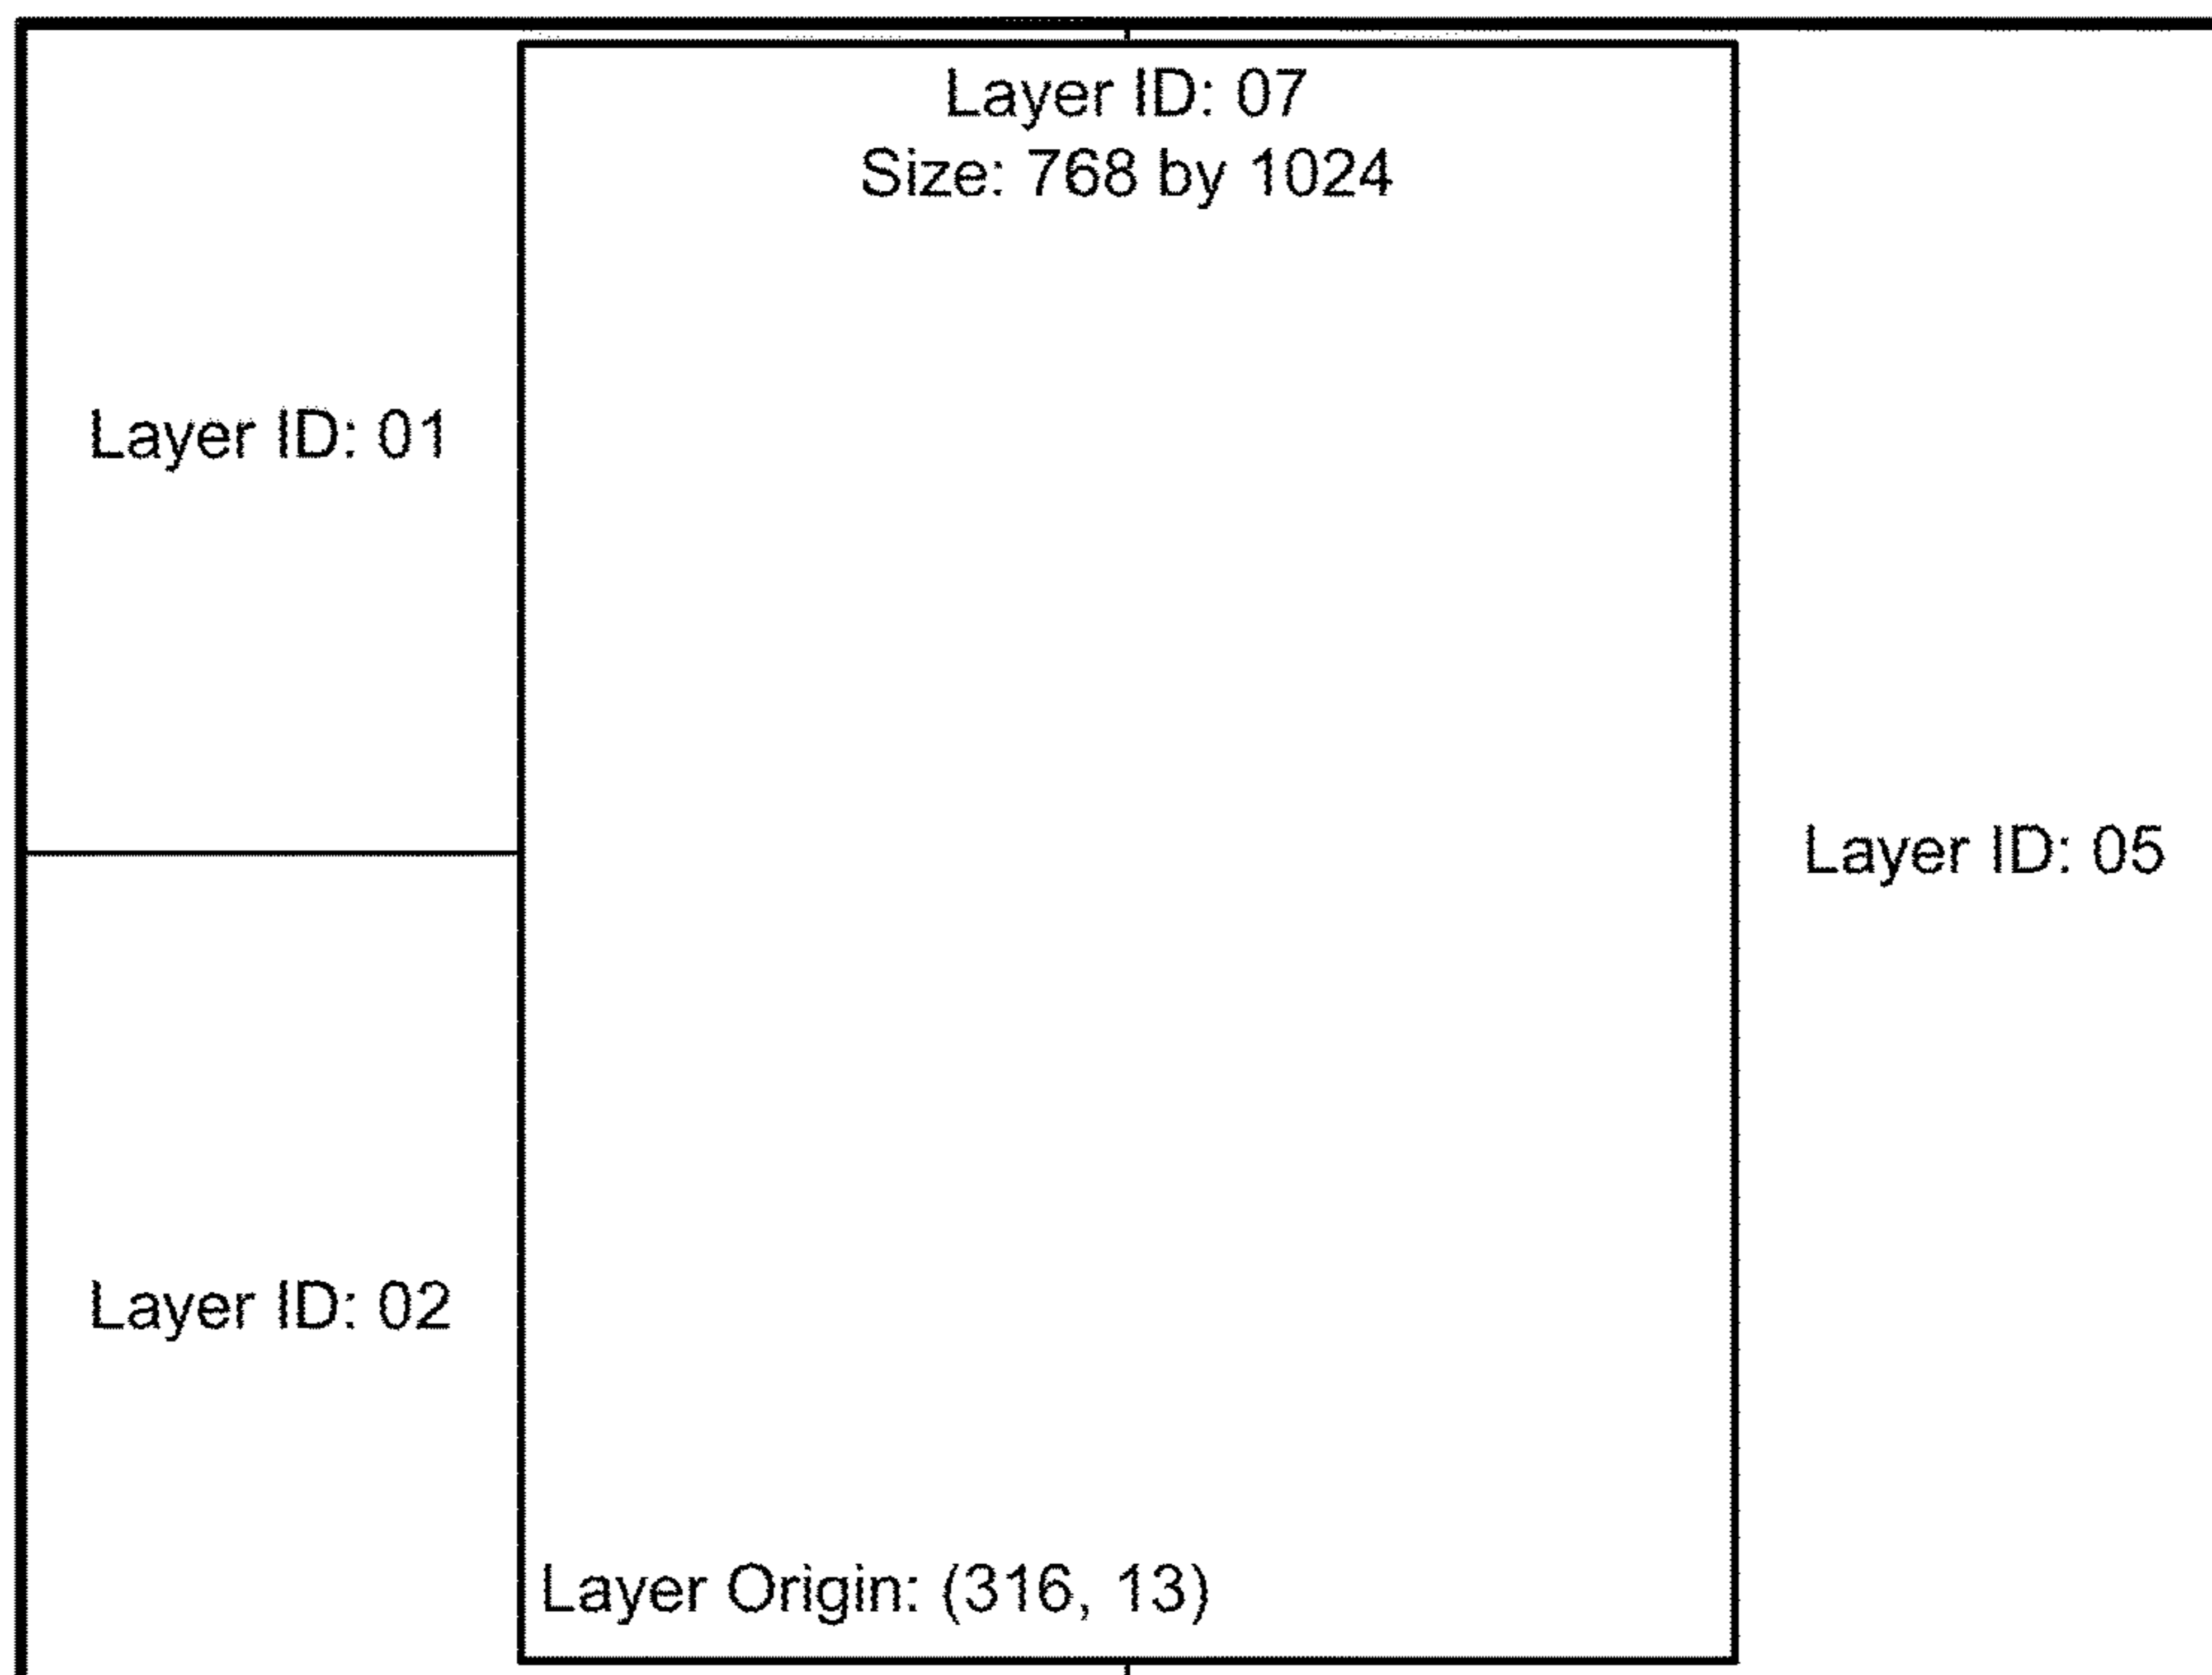 Layer ID: 07
Size: 768 by 1024
Layer ID: 01
Layer ID: 05
Layer ID: 02
Layer Origin: (316, 13)